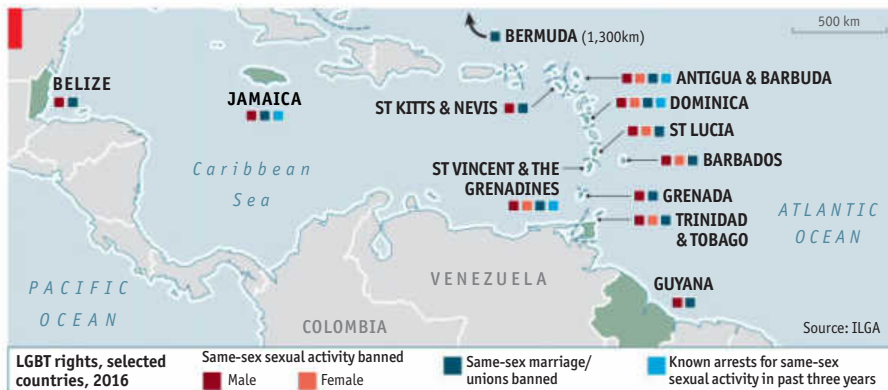 500 km
BERMUDA (1,300km)
BELIZE
JAMAICA
ANTIGUA & BARBUDA
DOMINICA
ST KITTS & NEVIS
ST LUCIA
BARBADOS
ST VINCENT & THE
GRENADINES
GRENADA
TRINIDAD
& TOBAGO
Caribbean
Sea
ATLANTIC
OCEAN
PACIFIC
OCEAN
VENEZUELA
COLOMBIA
GUYANA
Source: ILGA
LGBT rights, selected
countries, 2016
Same-sex sexual activity banned
Male Female
Same-sex marriage/
unions banned
Known arrests for same-sex
sexual activity in past three years